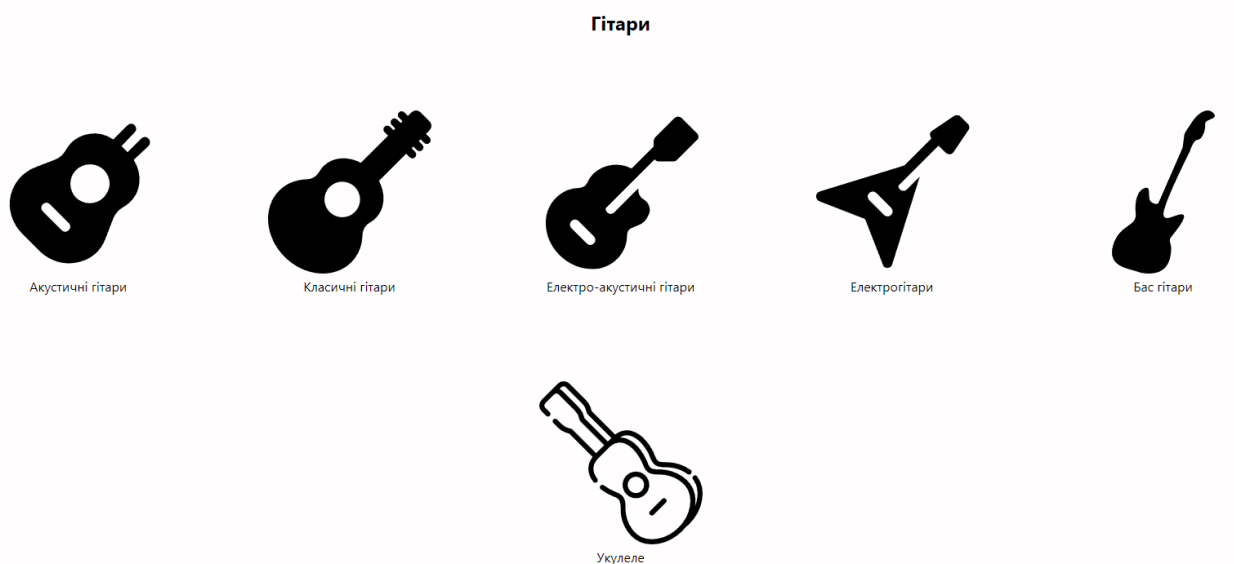 Гітари
Акустичні гітари
Класичні гітари
Електро-акустичні гітари
Електрогітари
Бас гітари
Укулеле